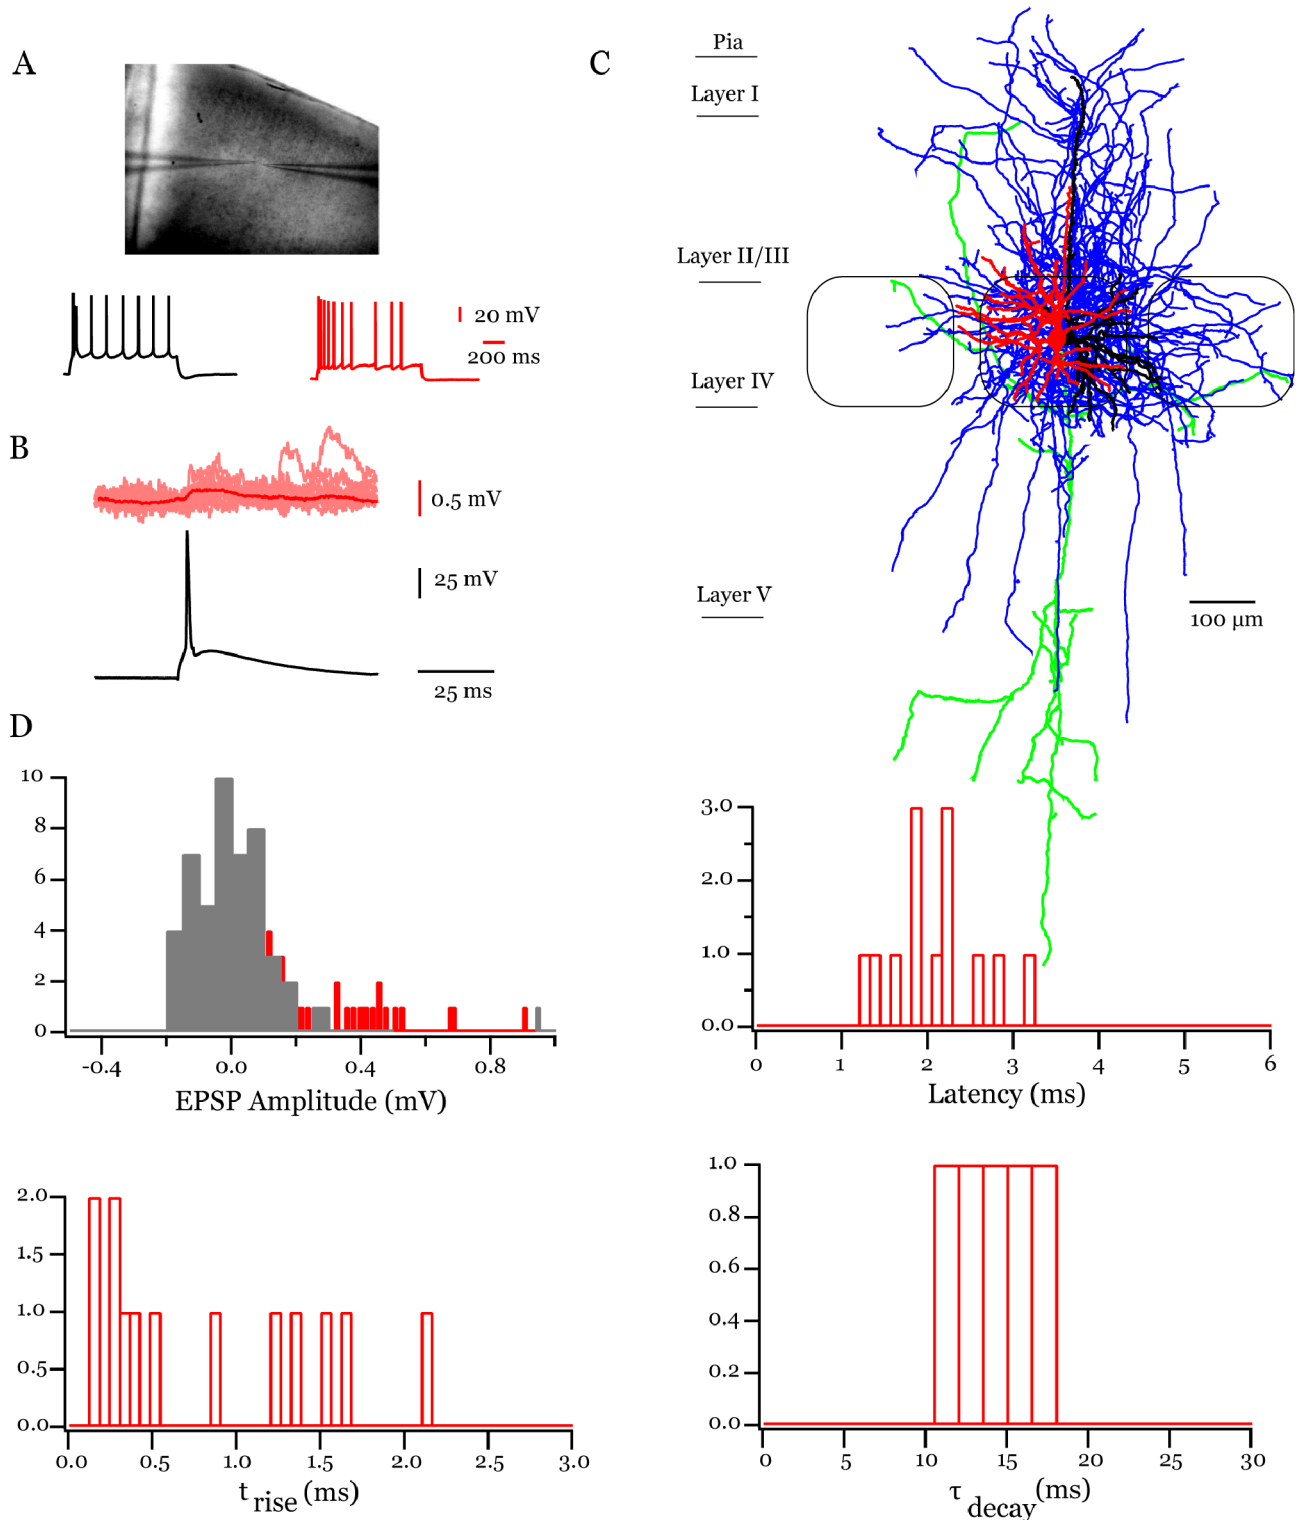 A
20 mV
200 ms
B
0.5 mV
25 mV
25 ms
C
Pia
Layer I
Layer II/III
Layer IV
Layer V
100 µm
D
10
8
6
4
2
0
-0.4
0.0
0.4
0.8
EPSP Amplitude (mV)
3.0
2.0
1.0
0.0
0
1
2
3
4
5
6
Latency (ms)
2.0
1.5
1.0
0.5
0.0
0.0
0.5
1.0
1.5
2.0
3.0
t rise (ms)
1.0
0.8
0.6
0.4
0.2
0.0
0
5
10
15
20
25
30
τ decay (ms)